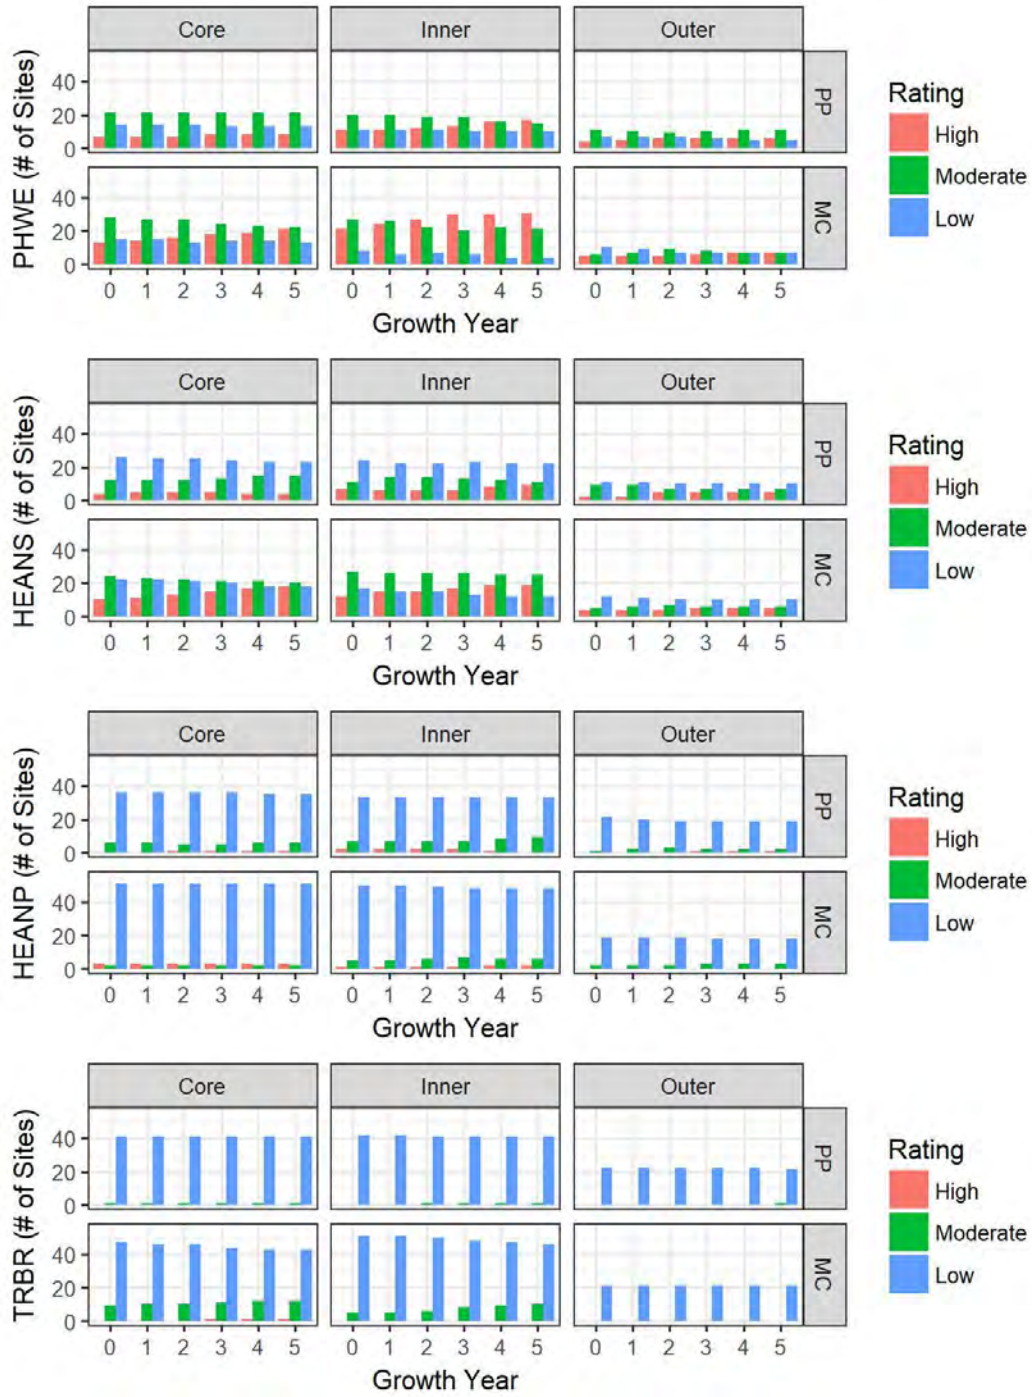 Core Inner Outer
PHWE (# of Sites)
40
20
0
PP
40
20
0
MC
0 1 2 3 4 5 0 1 2 3 4 5 0 1 2 3 4 5
Growth Year
Rating
High
Moderate
Low
Core Inner Outer
HEANS (# of Sites)
40
20
0
PP
40
20
0
MC
0 1 2 3 4 5 0 1 2 3 4 5 0 1 2 3 4 5
Growth Year
Rating
High
Moderate
Low
Core Inner Outer
HEANP (# of Sites)
40
20
0
PP
40
20
0
MC
0 1 2 3 4 5 0 1 2 3 4 5 0 1 2 3 4 5
Growth Year
Rating
High
Moderate
Low
Core Inner Outer
TRBR (# of Sites)
40
20
0
PP
40
20
0
MC
0 1 2 3 4 5 0 1 2 3 4 5 0 1 2 3 4 5
Growth Year
Rating
High
Moderate
Low